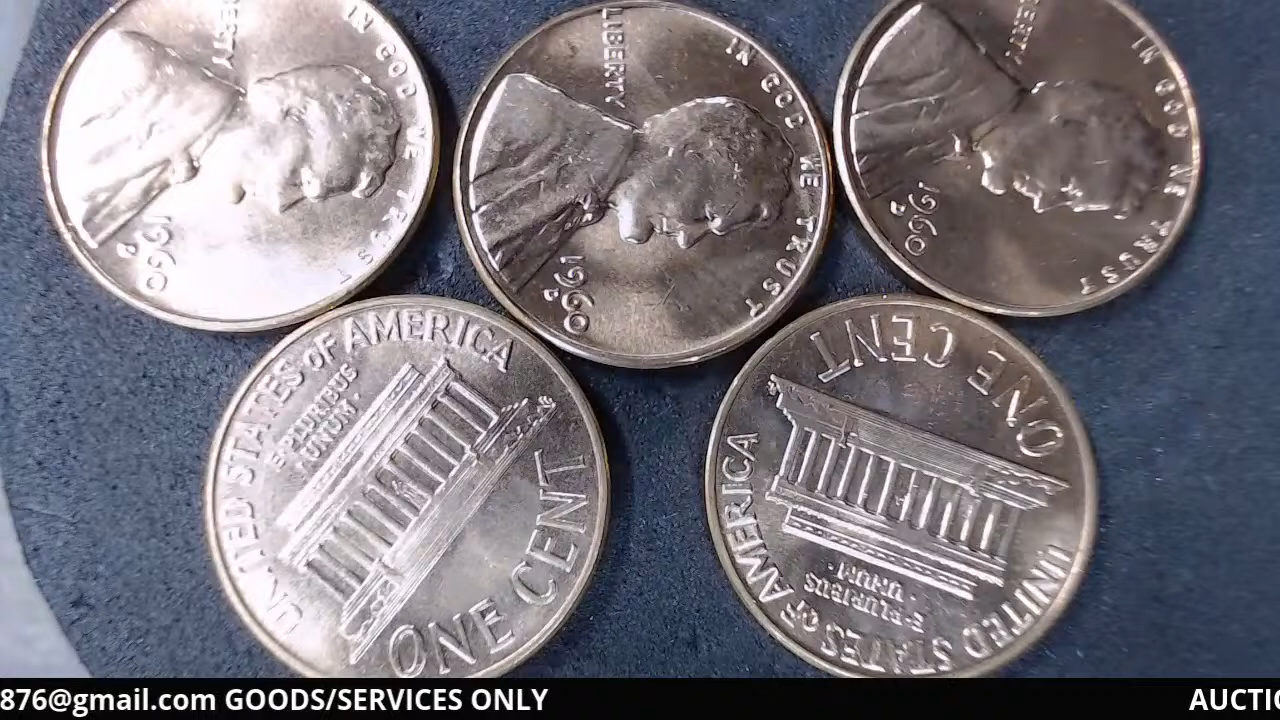 LIBERTY
IN GOD WE TRUST
1960
D
LIBERTY
IN GOD WE TRUST
1960
D
LIBERTY
IN GOD WE TRUST
1960
D
UNITED STATES OF AMERICA
E·PLURIBUS
·UNUM·
ONE CENT
ONE CENT
UNITED STATES OF AMERICA
E·PLURIBUS
·UNUM·
876@gmail.com GOODS/SERVICES ONLY
AUCTIO